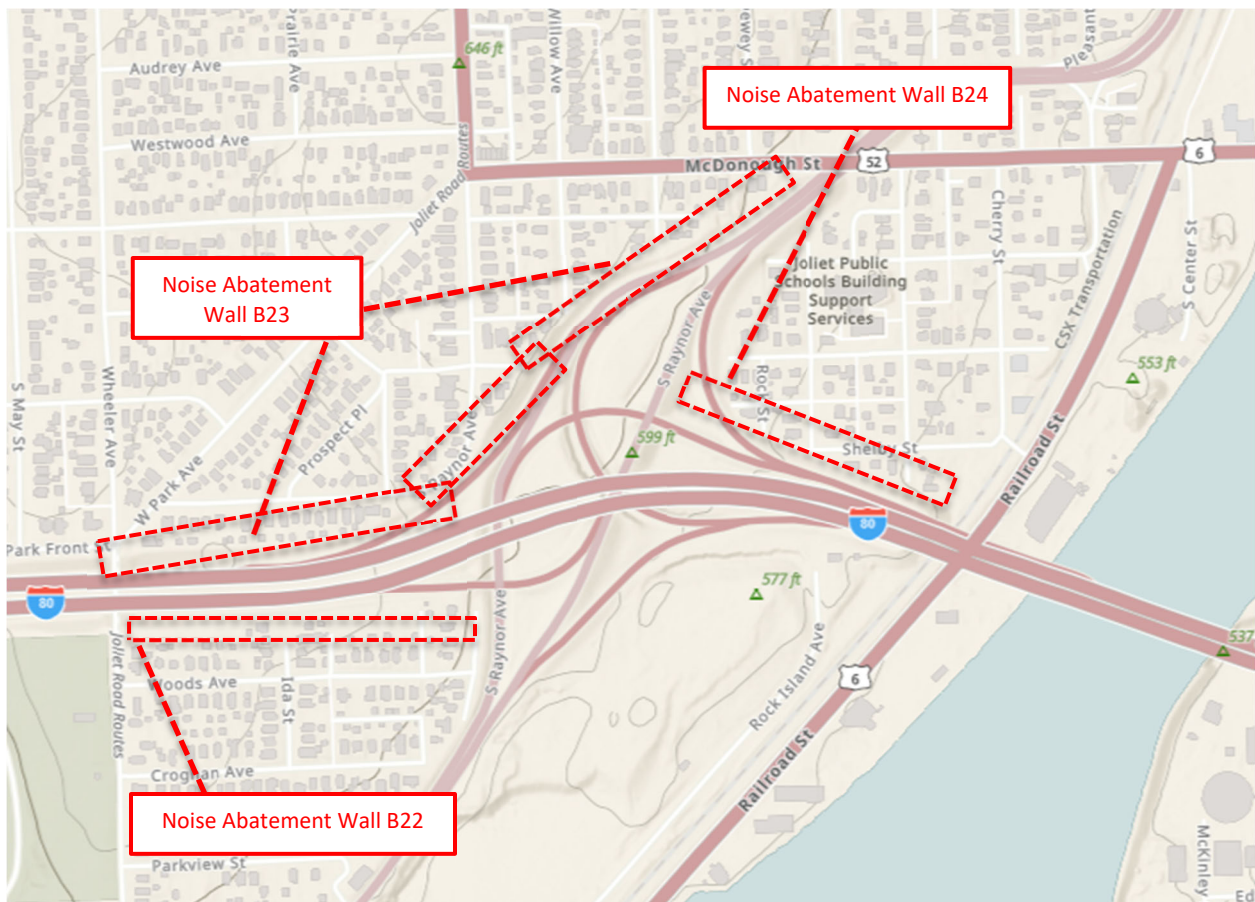 Prairie Ave
Willow Ave
Dewey S
Pleasant
646 ft
Audrey Ave
Noise Abatement Wall B24
Westwood Ave
McDonough St
52
6
Joliet Road Routes
Cherry St
CSX Transportation
S Center St
Noise Abatement
Wall B23
Joliet Public
Schools Building
Support
Services
S Raynor Ave
S May St
Wheeler Ave
553 ft
Rock St
Prospect Pl
Raynor Ave
599 ft
Shelby St
W Park Ave
Railroad St
80
Park Front St
577 ft
80
Joliet Road Routes
S Raynor Ave
537
Woods Ave
Ida St
Rock Island Ave
6
Croghan Ave
Railroad St
Noise Abatement Wall B22
Parkview St
McKinley
Ed